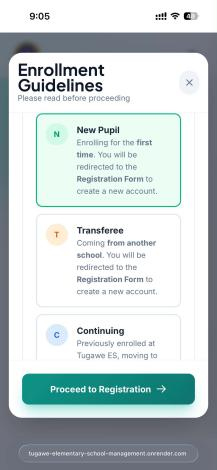 9:05
Enrollment
Guidelines
Please read before proceeding
N
New Pupil
Enrolling for the first
time. You will be
redirected to the
Registration Form to
create a new account.
T
Transferee
Coming from another
school. You will be
redirected to the
Registration Form to
create a new account.
C
Continuing
Previously enrolled at
Tugawe ES, moving to
Proceed to Registration →
tugawe-elementary-school-management.onrender.com